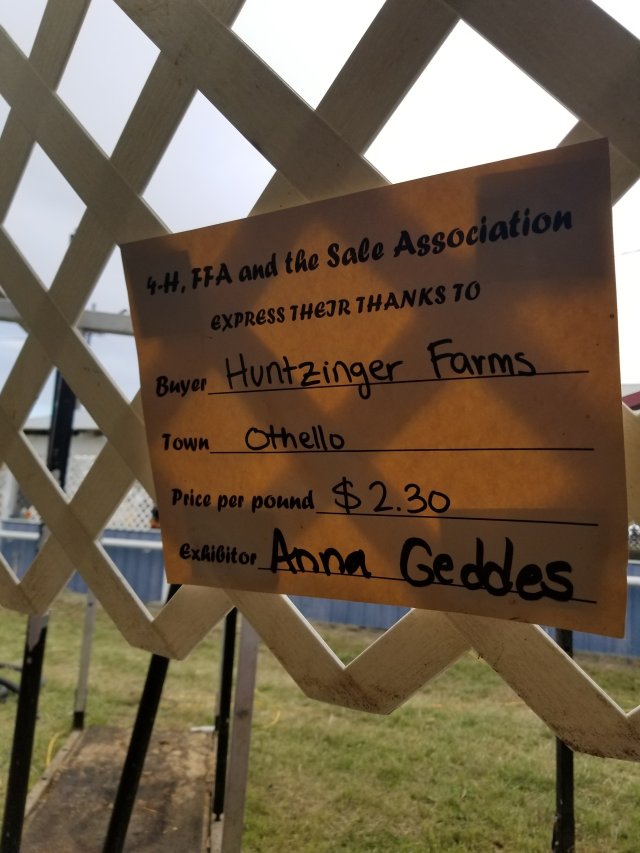 4-H, FFA and the Sale Association
EXPRESS THEIR THANKS TO
Buyer Huntzinger Farms
Town Othello
Price per pound $2.30
Exhibitor Anna Geddes